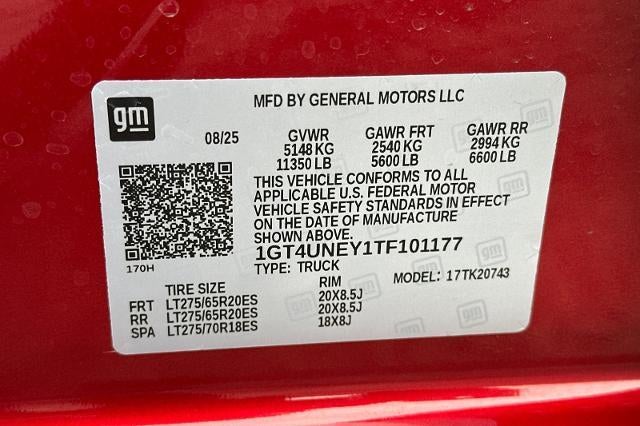 gm
MFD BY GENERAL MOTORS LLC
08/25 GVWR GAWR FRT GAWR RR
5148 KG 2540 KG 2994 KG
11350 LB 5600 LB 6600 LB
THIS VEHICLE CONFORMS TO ALL
APPLICABLE U.S. FEDERAL MOTOR
VEHICLE SAFETY STANDARDS IN EFFECT
ON THE DATE OF MANUFACTURE
SHOWN ABOVE.
170H
1GT4UNEY1TF101177
TYPE: TRUCK MODEL: 17TK20743
TIRE SIZE RIM
FRT LT275/65R20ES 20X8.5J
RR LT275/65R20ES 20X8.5J
SPA LT275/70R18ES 18X8J